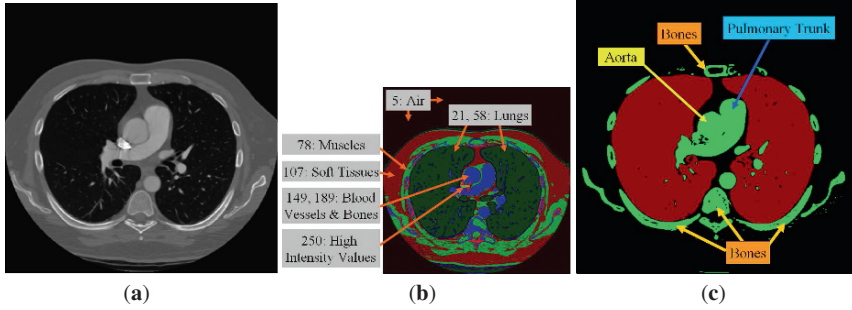 5: Air
21, 58: Lungs
78: Muscles
107: Soft Tissues
149, 189: Blood
Vessels & Bones
250: High
Intensity Values
Bones
Pulmonary Trunk
Aorta
Bones
(a)
(b)
(c)